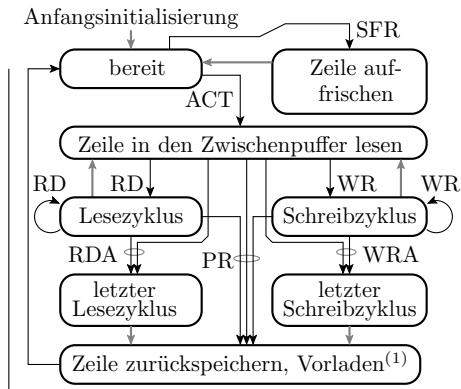 Anfangsinitialisierung
SFR
bereit
Zeile auf-
frischen
ACT
Zeile in den Zwischenpuffer lesen
RD
RD
WR
WR
Lesezyklus
Schreibzyklus
RDA
PR
WRA
letzter
Lesezyklus
letzter
Schreibzyklus
Zeile zurückspeichern, Vorladen(1)